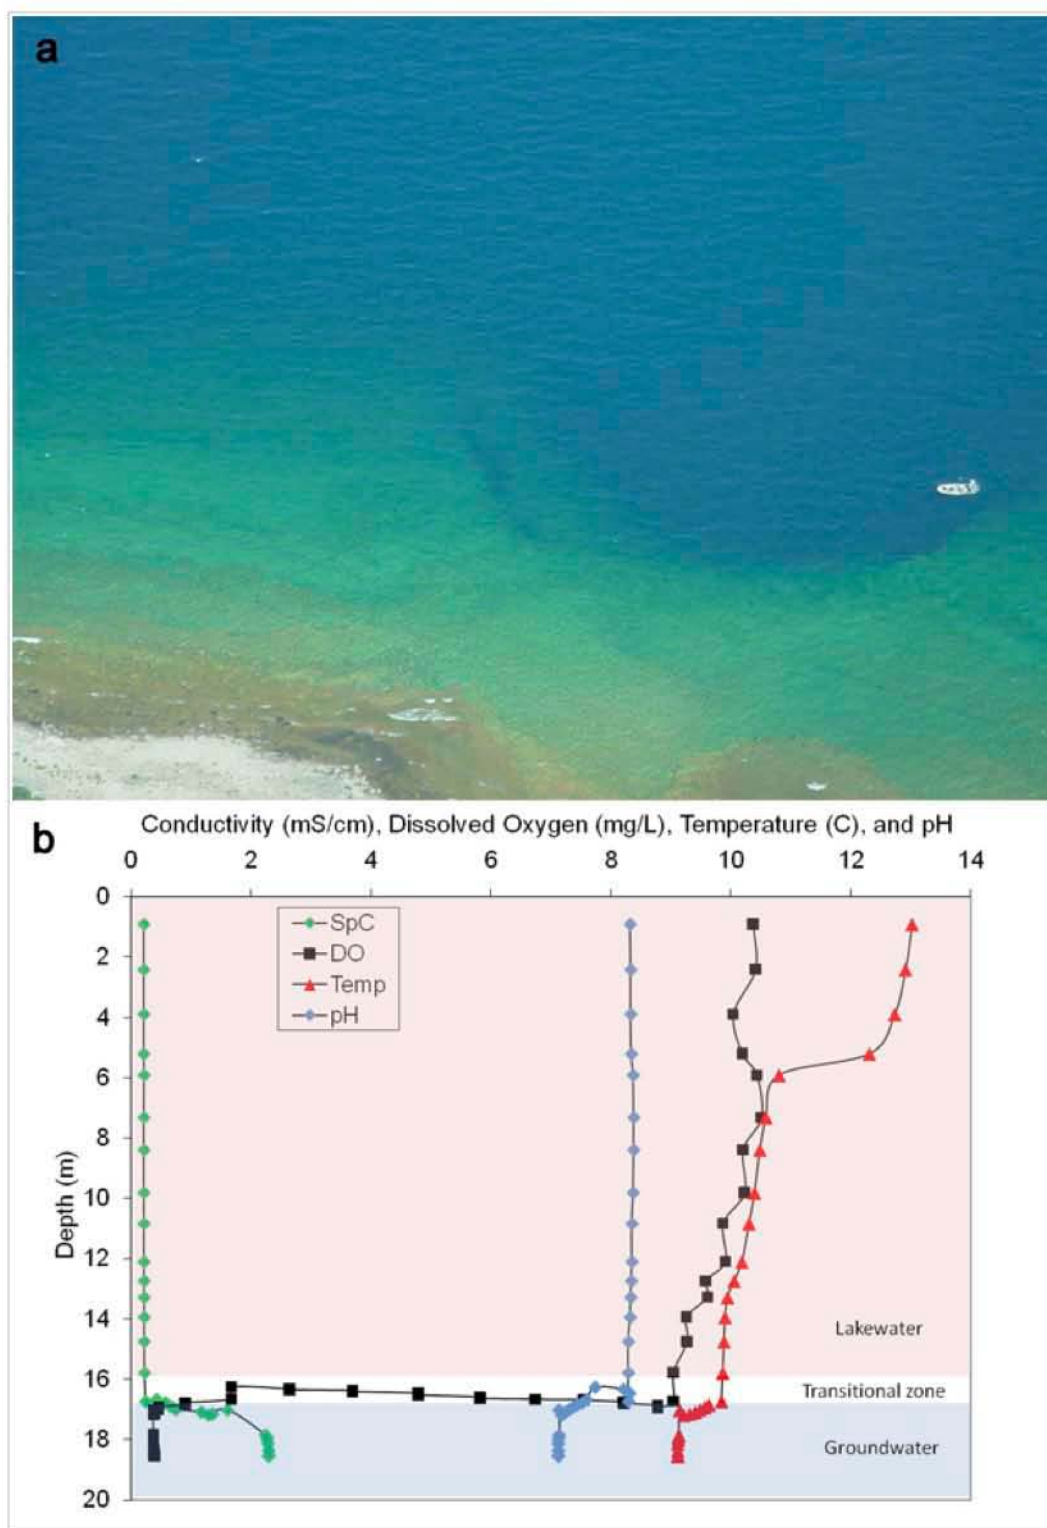 a
b
Conductivity (mS/cm), Dissolved Oxygen (mg/L), Temperature (C), and pH
0 2 4 6 8 10 12 14
Depth (m)
0
2
4
6
8
10
12
14
16
18
20
SpC
DO
Temp
pH
Lakewater
Transitional zone
Groundwater